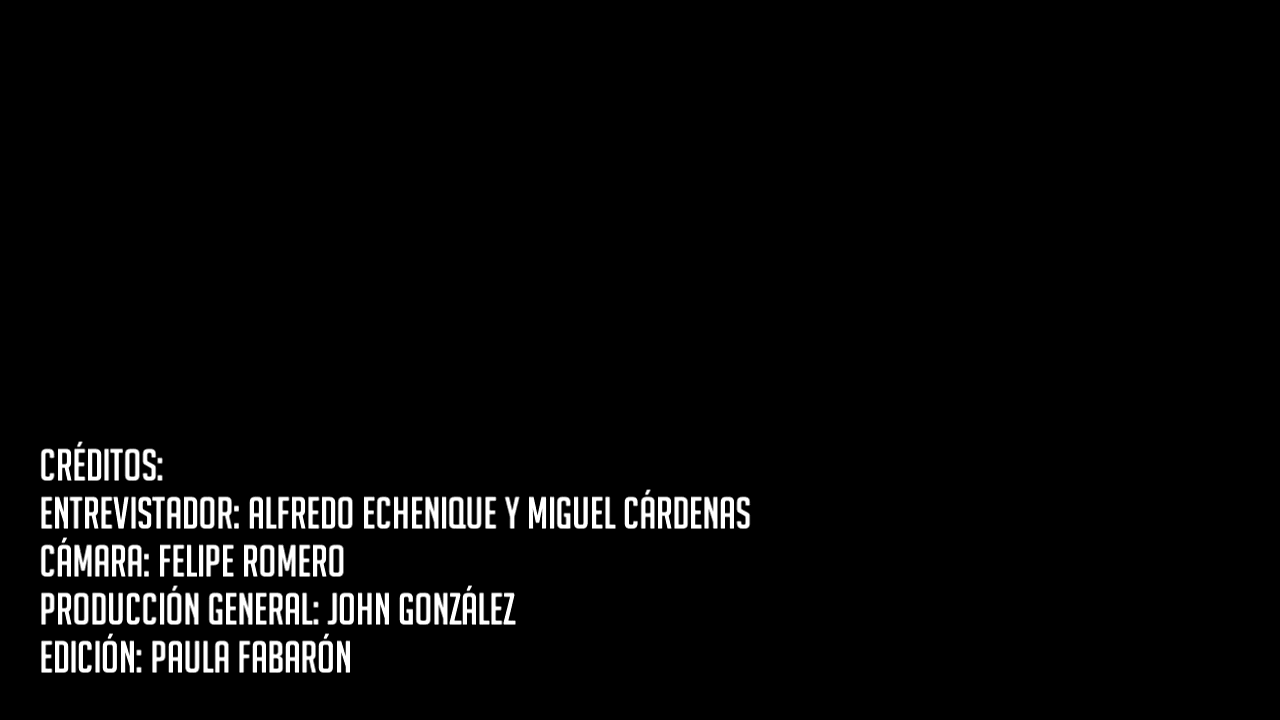 CRÉDITOS:
ENTREVISTADOR: ALFREDO ECHENIQUE Y MIGUEL CÁRDENAS
CÁMARA: FELIPE ROMERO
PRODUCCIÓN GENERAL: JOHN GONZÁLEZ
EDICIÓN: PAULA FABARÓN